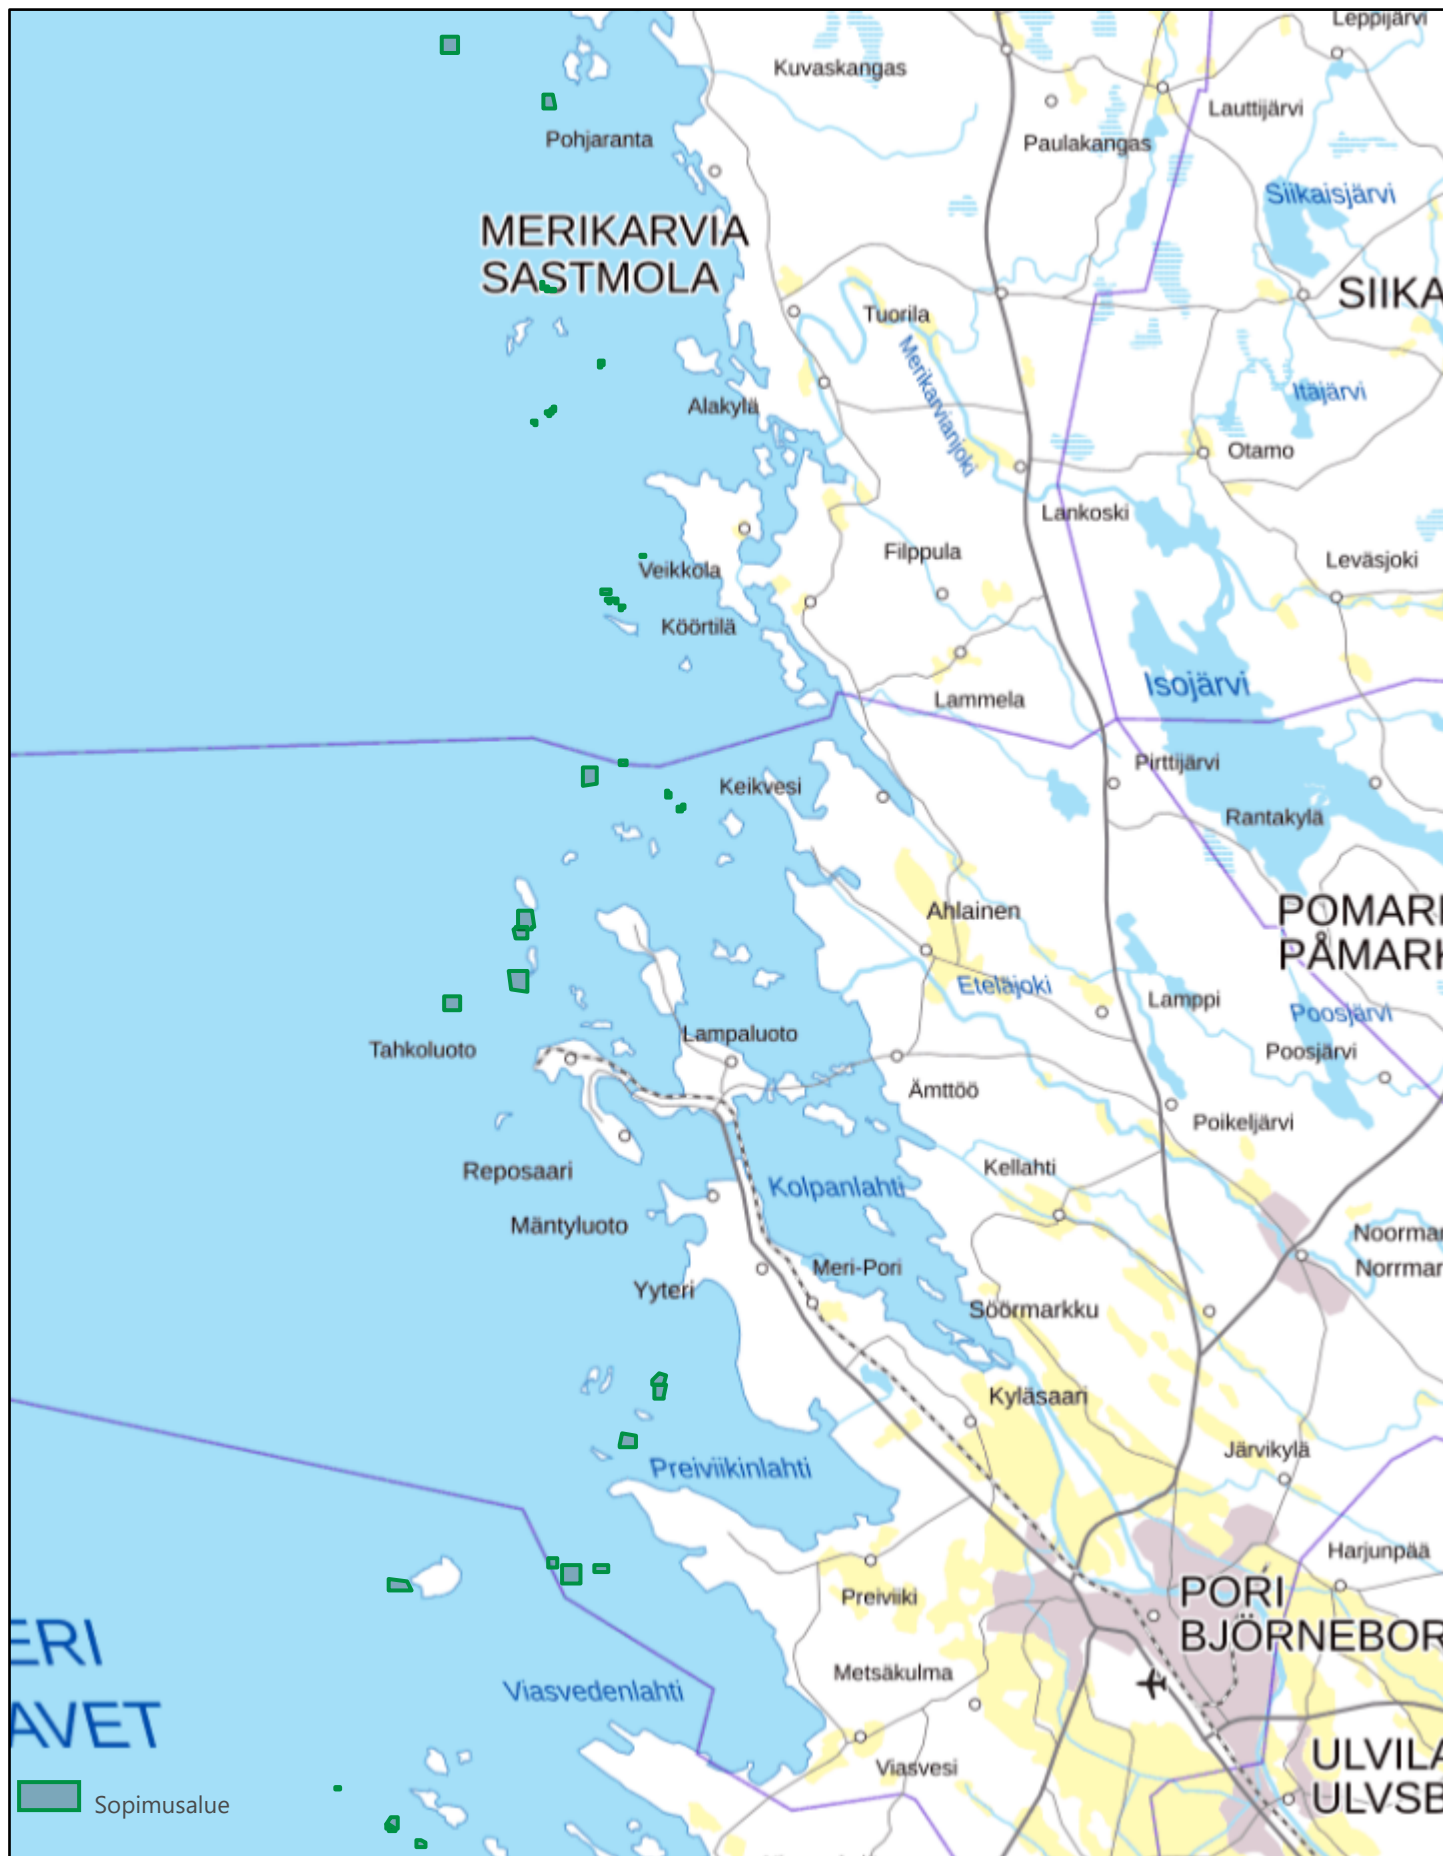 Leppijärvi
Kuvaskangas
Lauttijärvi
Pohjaranta
Paulakangas
Siikaisjärvi
MERIKARVIA
SASTMOLA
SIIKA
Tuorila
Merikarvianjoki
Itäjärvi
Alakylä
Otamo
Lankoski
Filppula
Leväsjoki
Veikkola
Köörtilä
Isojärvi
Lammela
Pirttijärvi
Keikvesi
Rantakylä
Ahlainen
POMAR
PÅMARK
Eteläjoki
Lamppi
Poosjärvi
Lampaluoto
Tahkoluoto
Poosjärvi
Ämttöö
Poikeljärvi
Kellahti
Reposaari
Kolpanlahti
Mäntyluoto
Noormar
Meri-Pori
Norrmar
Yyteri
Söörmarkku
Kyläsaari
Järvikylä
Preiviikinlahti
Harjunpää
PORI
BJÖRNEBOR
Preiviiki
ERI
Metsäkulma
Viasvedenlahti
AVET
ULVILA
ULVSB
Viasvesi
Sopimusalue